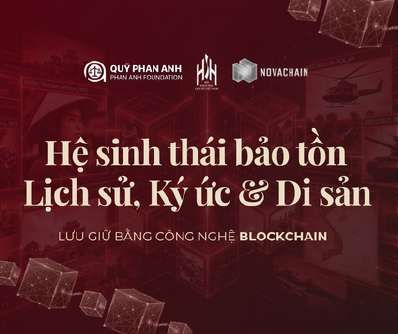 QUỸ PHAN ANH
PHAN ANH FOUNDATION
NOVACHAIN
Hệ sinh thái bảo tồn
Lịch sử, Ký ức & Di sản
LƯU GIỮ BẰNG CÔNG NGHỆ BLOCKCHAIN